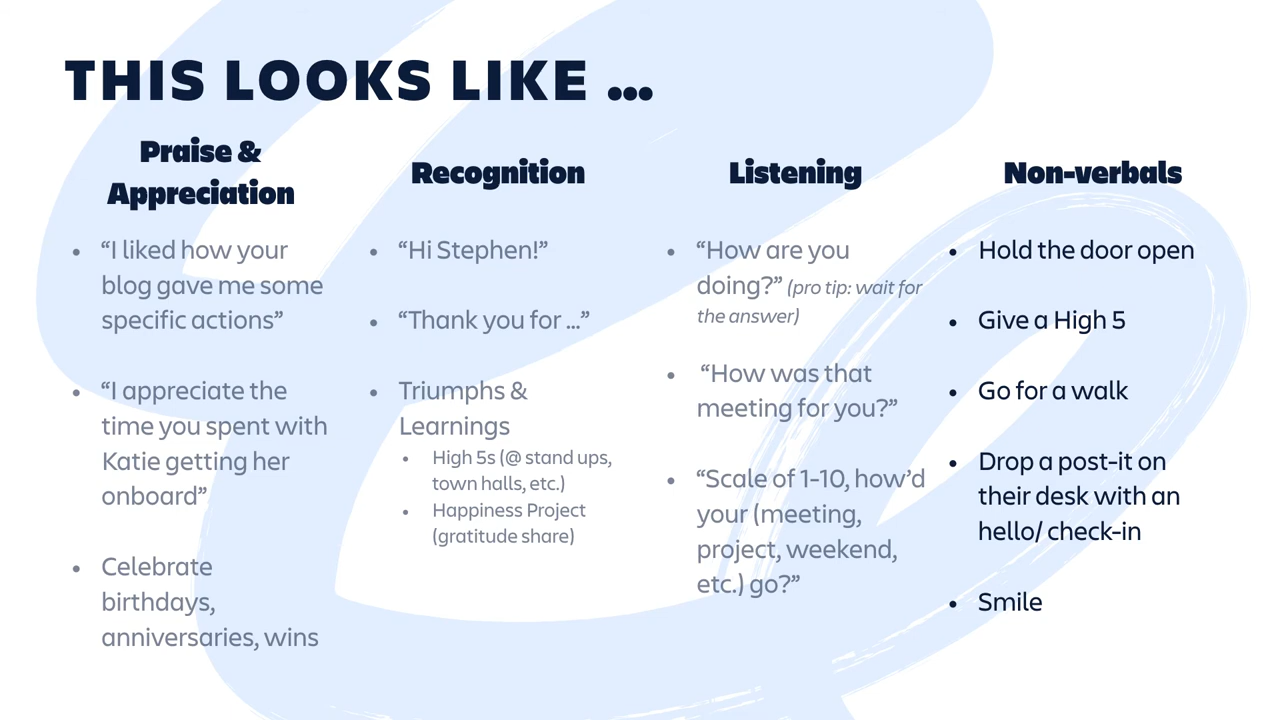 THIS LOOKS LIKE ...
Praise &
Appreciation
• “I liked how your
blog gave me some
specific actions”
• “I appreciate the
time you spent with
Katie getting her
onboard”
• Celebrate
birthdays,
anniversaries, wins
Recognition
• “Hi Stephen!”
• “Thank you for ...”
• Triumphs &
Learnings
• High 5s (@ stand ups,
town halls, etc.)
• Happiness Project
(gratitude share)
Listening
• “How are you
doing?” (pro tip: wait for
the answer)
• “How was that
meeting for you?”
• “Scale of 1-10, how’d
your (meeting,
project, weekend,
etc.) go?”
Non-verbals
• Hold the door open
• Give a High 5
• Go for a walk
• Drop a post-it on
their desk with an
hello/ check-in
• Smile